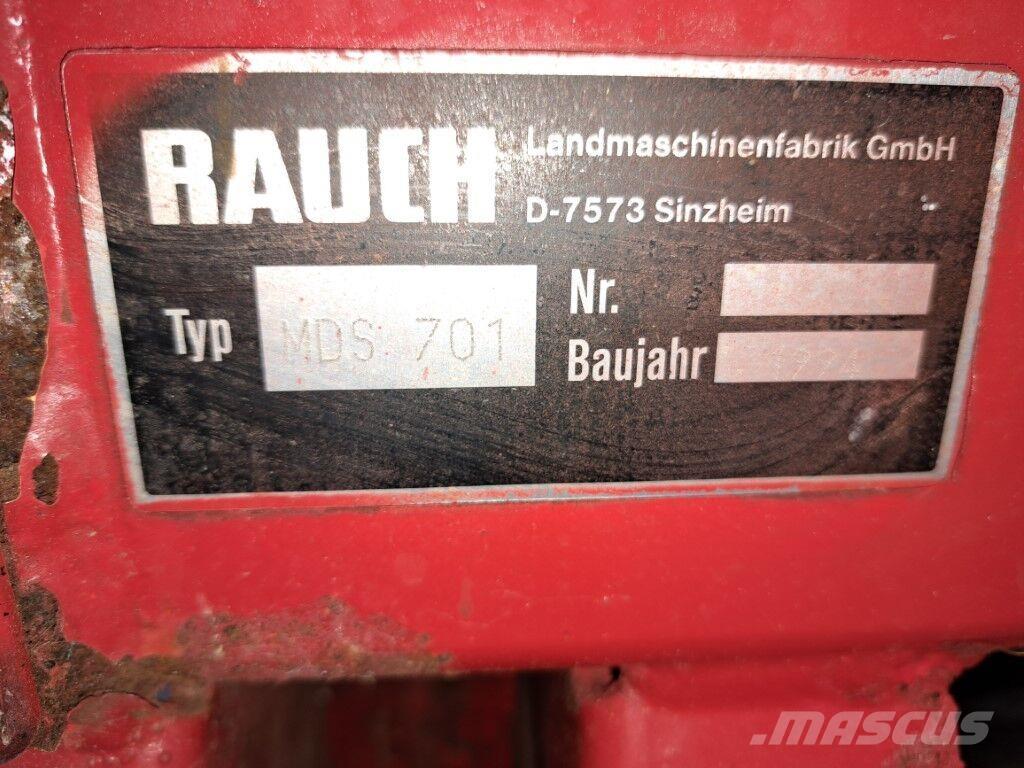 RAUCH
Landmaschinenfabrik GmbH
D-7573 Sinzheim
Typ MDS 701
Nr.
Baujahr
MASCUS